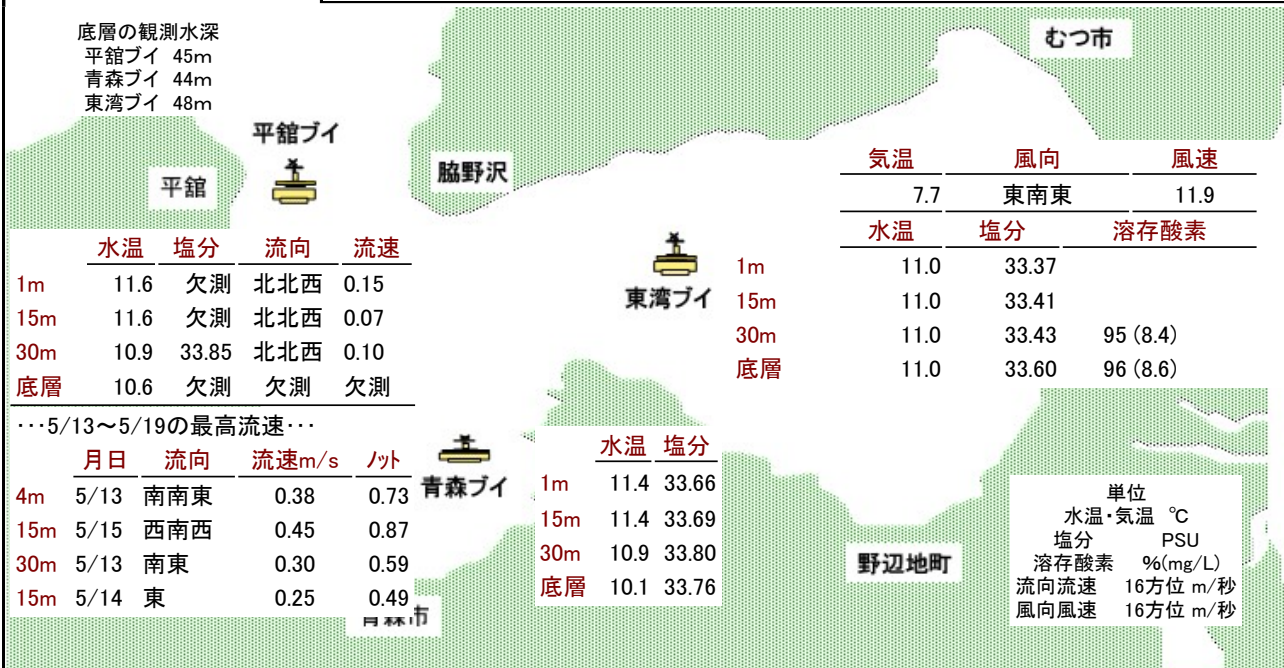 底層の観測水深
平舘ブイ 45m
青森ブイ 44m
東湾ブイ 48m
むつ市
平舘ブイ
平舘
脇野沢
気温 風向 風速
7.7 東南東 11.9
水温 塩分 溶存酸素
1m 11.0 33.37
15m 11.0 33.41
30m 11.0 33.43 95 (8.4)
底層 11.0 33.60 96 (8.6)
東湾ブイ
水温 塩分 流向 流速
1m 11.6 欠測 北北西 0.15
15m 11.6 欠測 北北西 0.07
30m 10.9 33.85 北北西 0.10
底層 10.6 欠測 欠測 欠測
…5/13～5/19の最高流速…
月日 流向 流速m/s ノット
4m 5/13 南南東 0.38 0.73
15m 5/15 西南西 0.45 0.87
30m 5/13 南東 0.30 0.59
15m 5/14 東 0.25 0.49
青森ブイ
水温 塩分
1m 11.4 33.66
15m 11.4 33.69
30m 10.9 33.80
底層 10.1 33.76
青森市
野辺地町
単位
水温・気温 ℃
塩分 PSU
溶存酸素 %(mg/L)
流向流速 16方位 m/秒
風向風速 16方位 m/秒